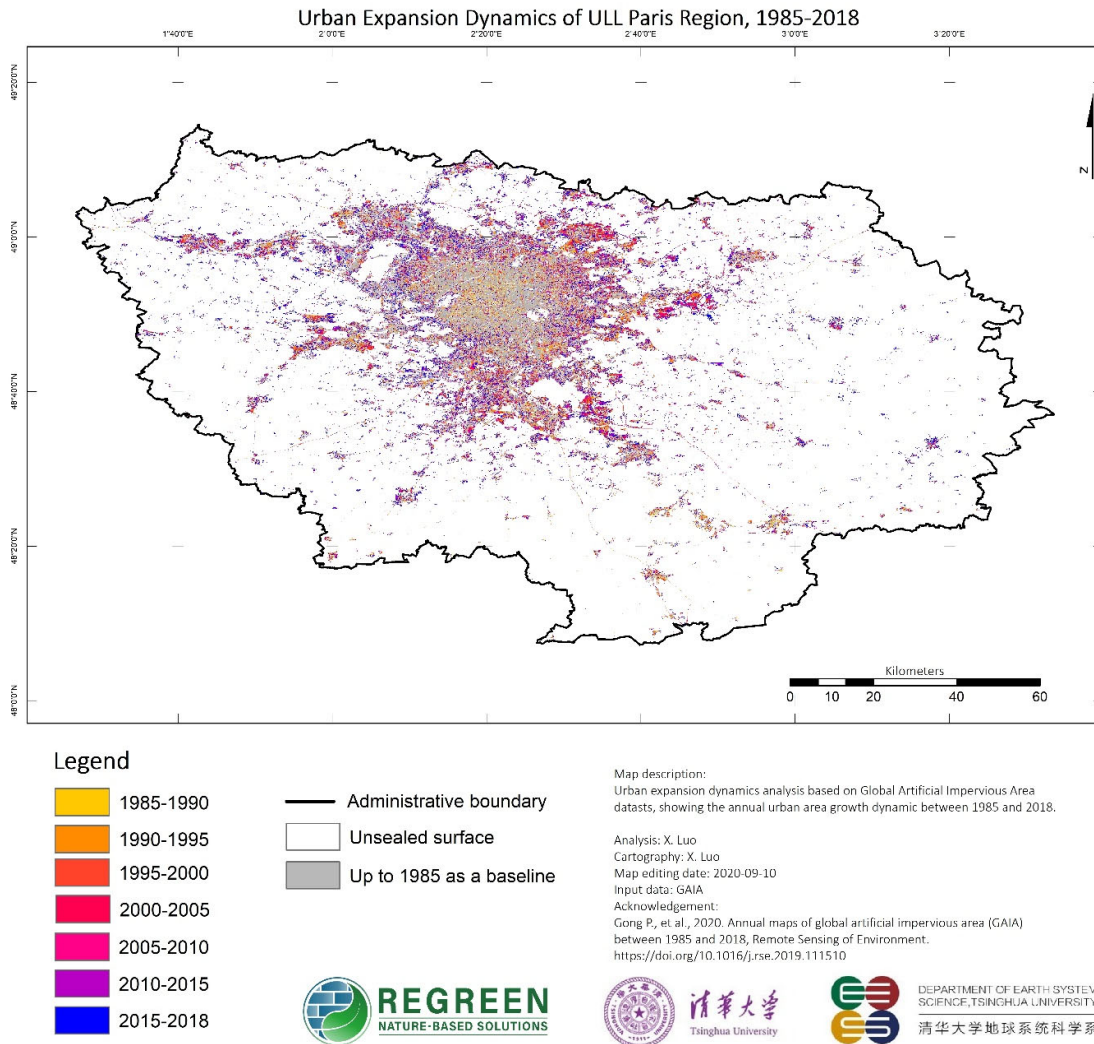 Urban Expansion Dynamics of ULL Paris Region, 1985-2018
1°40'0"E 2°0'0"E 2°20'0"E 2°40'0"E 3°0'0"E 3°20'0"E
49°20'0"N
49°0'0"N
48°40'0"N
48°20'0"N
48°0'0"N
N
Kilometers
0 10 20 40 60
Legend
1985-1990
1990-1995
1995-2000
2000-2005
2005-2010
2010-2015
2015-2018
Administrative boundary
Unsealed surface
Up to 1985 as a baseline
Map description:
Urban expansion dynamics analysis based on Global Artificial Impervious Area
datasts, showing the annual urban area growth dynamic between 1985 and 2018.
Analysis: X. Luo
Cartography: X. Luo
Map editing date: 2020-09-10
Input data: GAIA
Acknowledgement:
Gong P., et al., 2020. Annual maps of global artificial impervious area (GAIA)
between 1985 and 2018, Remote Sensing of Environment.
https://doi.org/10.1016/j.rse.2019.111510
REGREEN
NATURE-BASED SOLUTIONS
清华大学
Tsinghua University
DEPARTMENT OF EARTH SYSTEM
SCIENCE,TSINGHUA UNIVERSITY
清华大学地球系统科学系